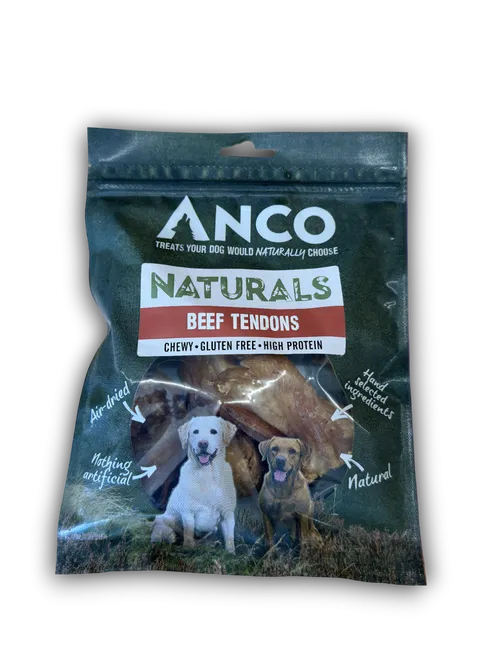 ANCO
TREATS YOUR DOG WOULD NATURALLY CHOOSE
NATURALS
BEEF TENDONS
CHEWY • GLUTEN FREE • HIGH PROTEIN
Air-dried
Hand
selected
ingredients
Nothing
artificial
Natural